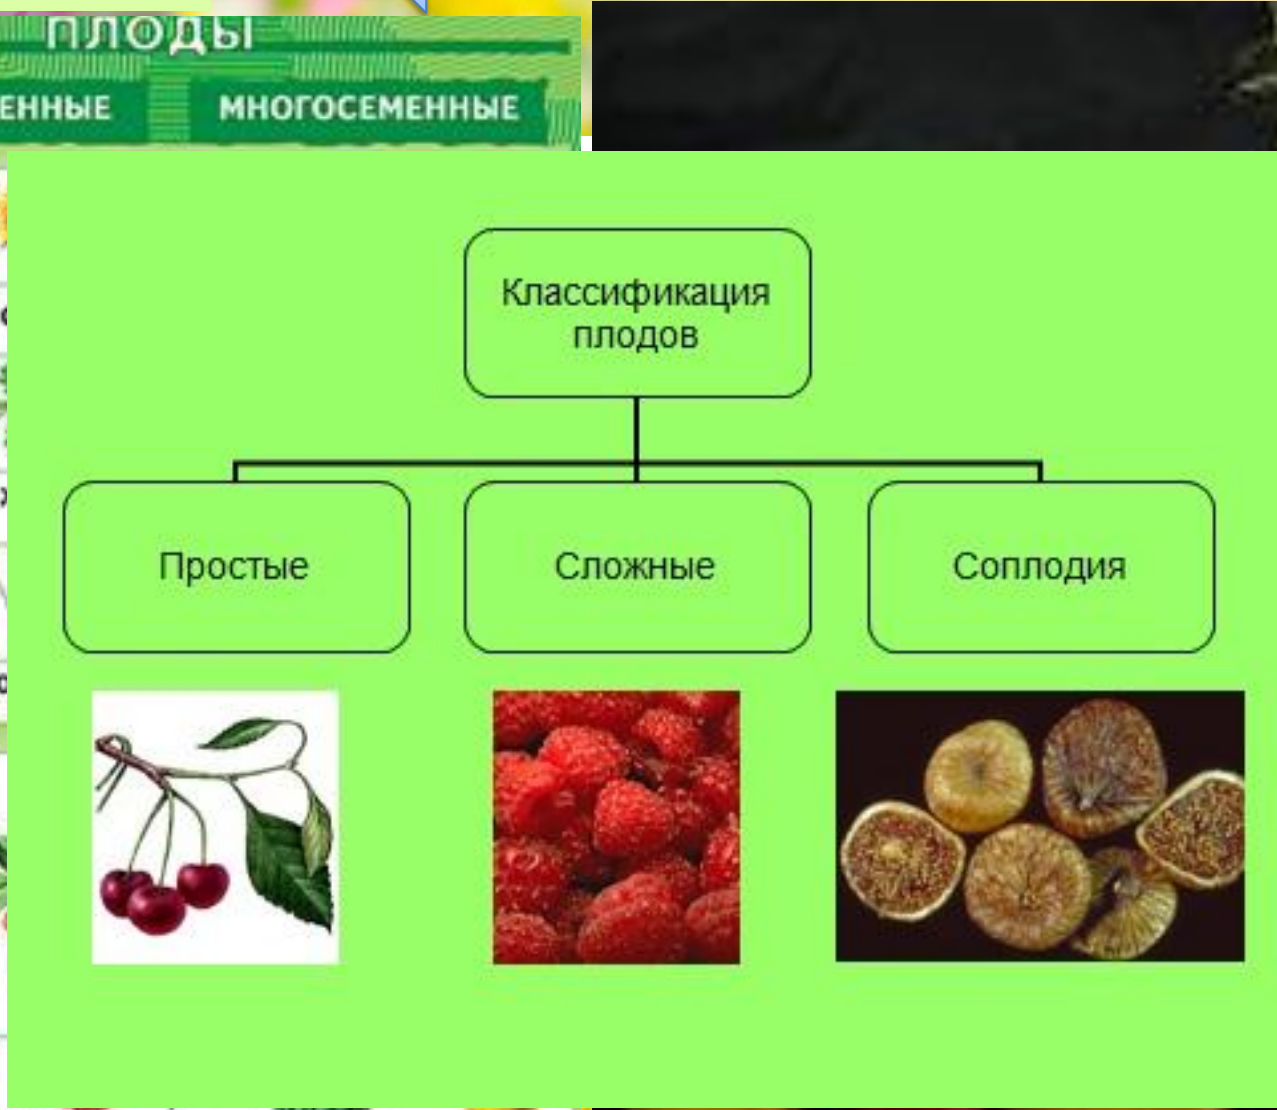 ПЛОДЫ
ЕННЫЕ
МНОГОСЕМЕННЫЕ
Классификация
плодов
Простые
Сложные
Соплодия